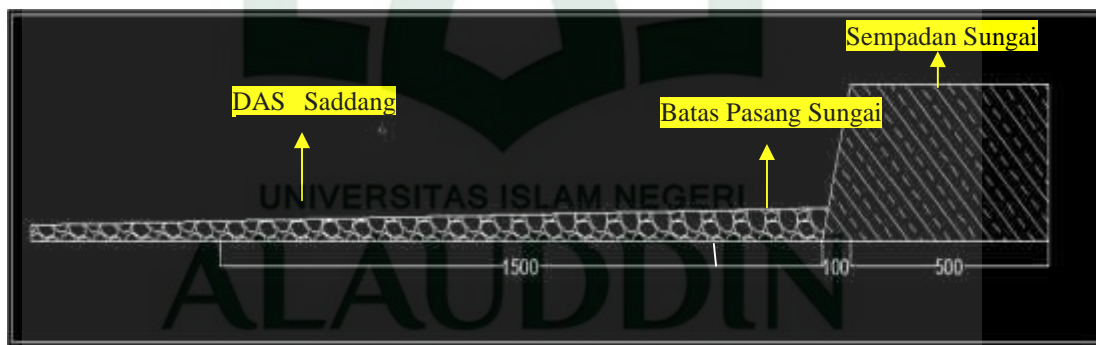 Sempadan Sungai
DAS Saddang
Batas Pasang Sungai
UNIVERSITAS ISLAM NEGERI
1500
100
500
ALAUDDIN